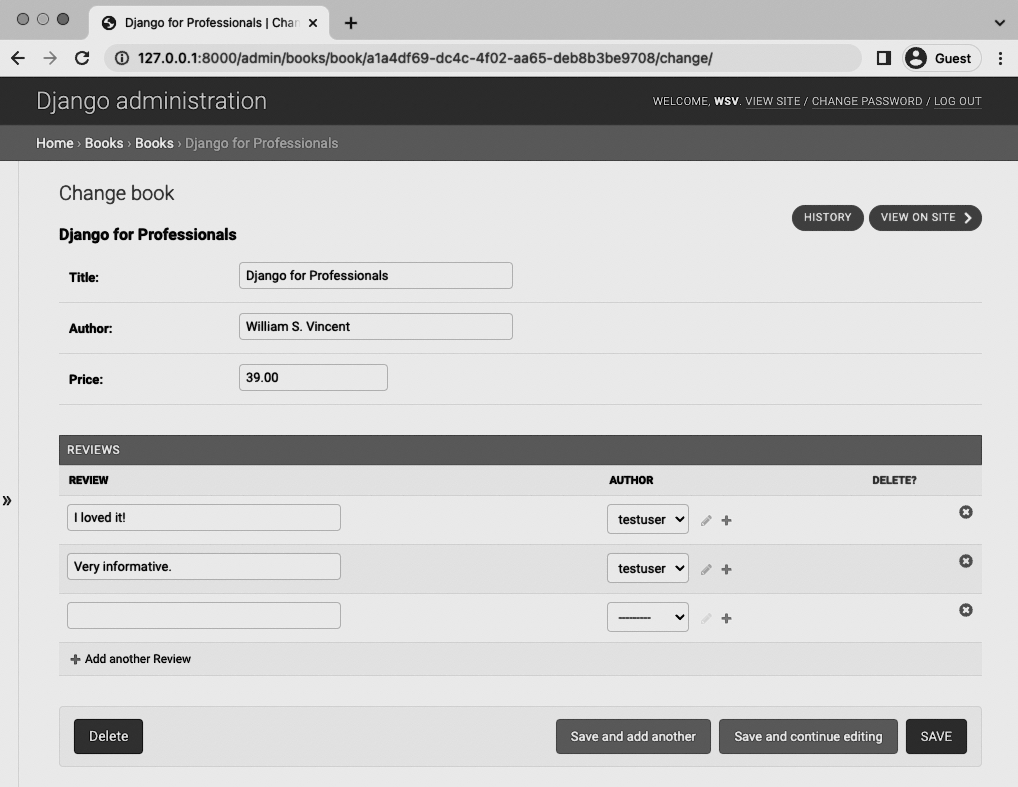 Django for Professionals | Chan
127.0.0.1:8000/admin/books/book/a1a4df69-dc4c-4f02-aa65-deb8b3be9708/change/
Guest
Django administration
WELCOME, WSV. VIEW SITE / CHANGE PASSWORD / LOG OUT
Home › Books › Books › Django for Professionals
Change book
HISTORY
VIEW ON SITE
Django for Professionals
Title: Django for Professionals
Author: William S. Vincent
Price: 39.00
REVIEWS
REVIEW AUTHOR DELETE?
I loved it! testuser
Very informative. testuser
---------
Add another Review
Delete Save and add another Save and continue editing SAVE